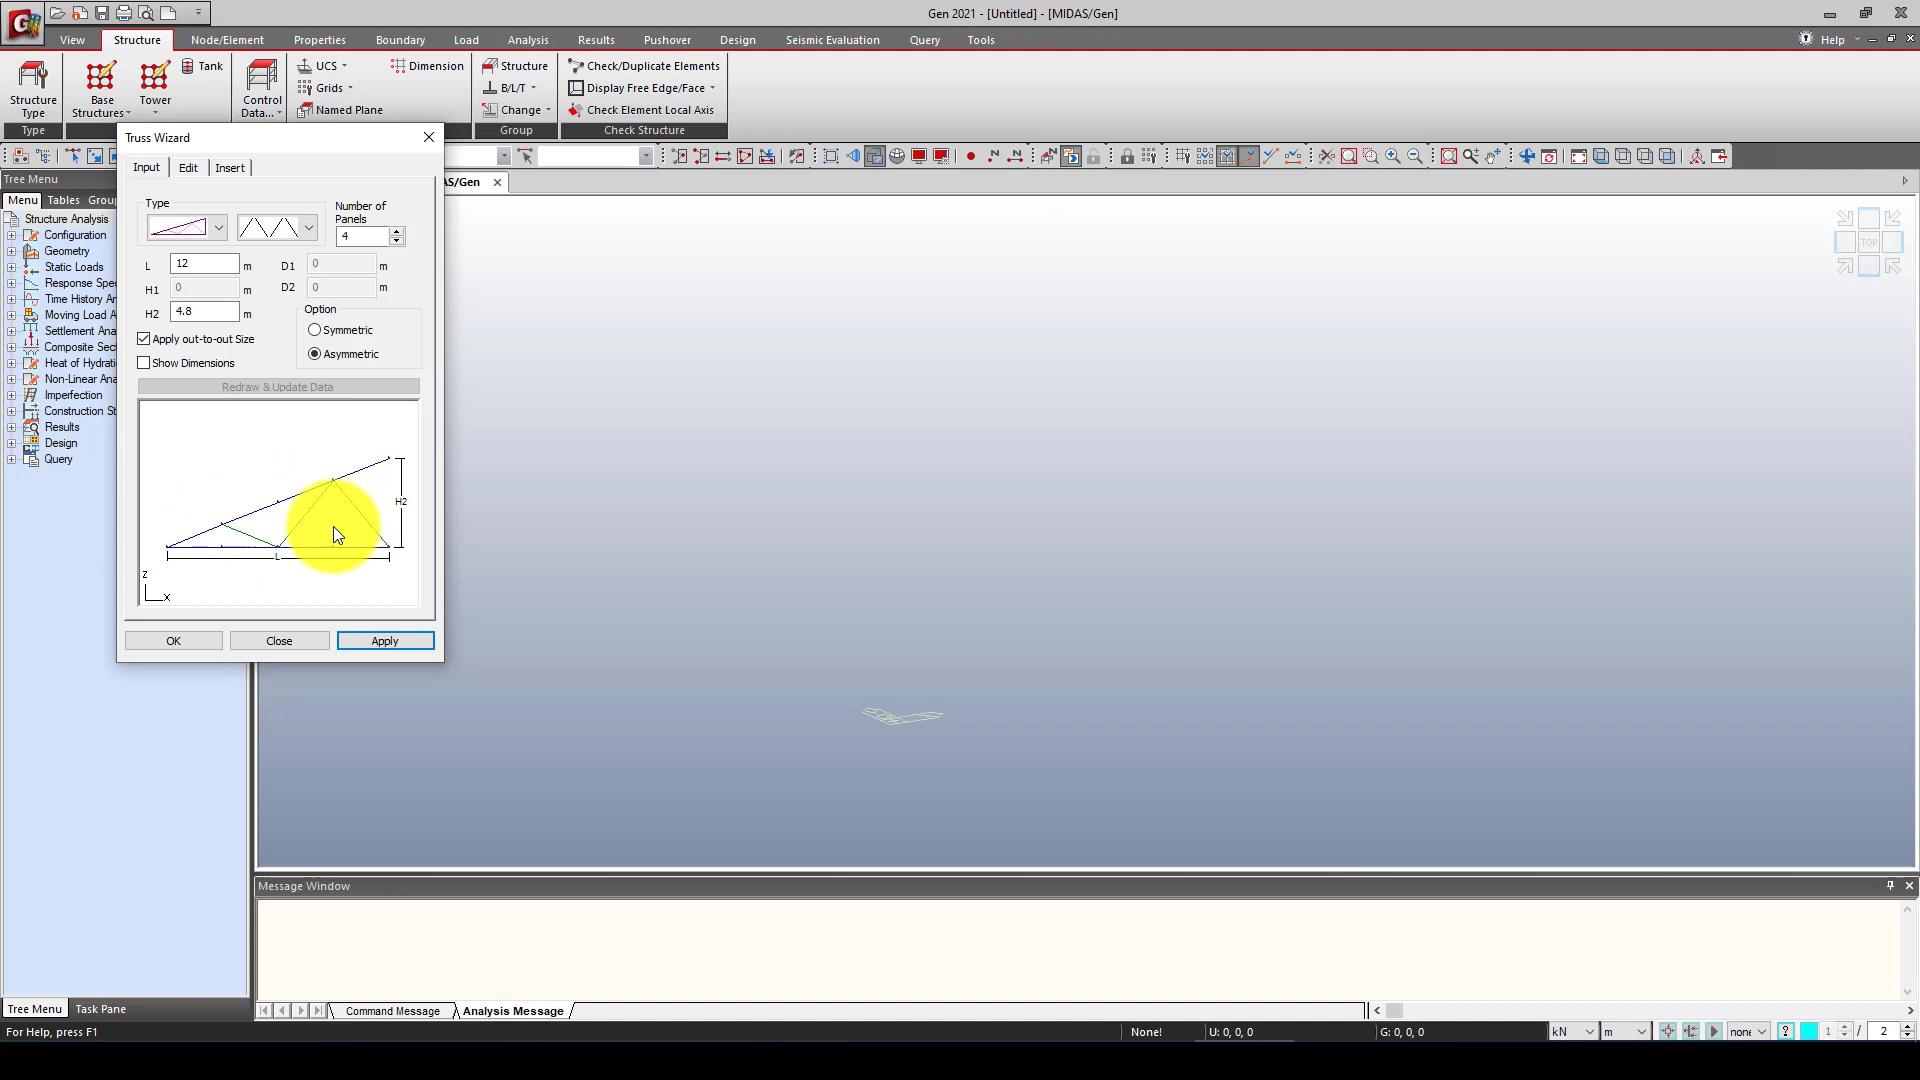 Gen 2021 - [Untitled] - [MIDAS/Gen]
View Structure Node/Element Properties Boundary Load Analysis Results Pushover Design Seismic Evaluation Query Tools Help
Structure Type
Type
Base Structures
Tower
Tank
Control Data...
UCS
Grids
Named Plane
Dimension
Structure
B/L/T
Change
Group
Check/Duplicate Elements
Display Free Edge/Face
Check Element Local Axis
Check Structure
Truss Wizard
Input Edit Insert
Type
Number of Panels
4
L 12 m D1 0 m
H1 0 m D2 0 m
H2 4.8 m
Option
Symmetric
Asymmetric
Apply out-to-out Size
Show Dimensions
Redraw & Update Data
H2
L
Z
X
OK Close Apply
Tree Menu
Menu Tables Grou
Structure Analysis
Configuration
Geometry
Static Loads
Response Spe
Time History An
Moving Load A
Settlement Ana
Composite Sect
Heat of Hydrati
Non-Linear Ana
Imperfection
Construction St
Results
Design
Query
AS/Gen
TOP
Message Window
Command Message Analysis Message
Tree Menu Task Pane
For Help, press F1
None! U: 0, 0, 0 G: 0, 0, 0 kN m none ? 1 / 2